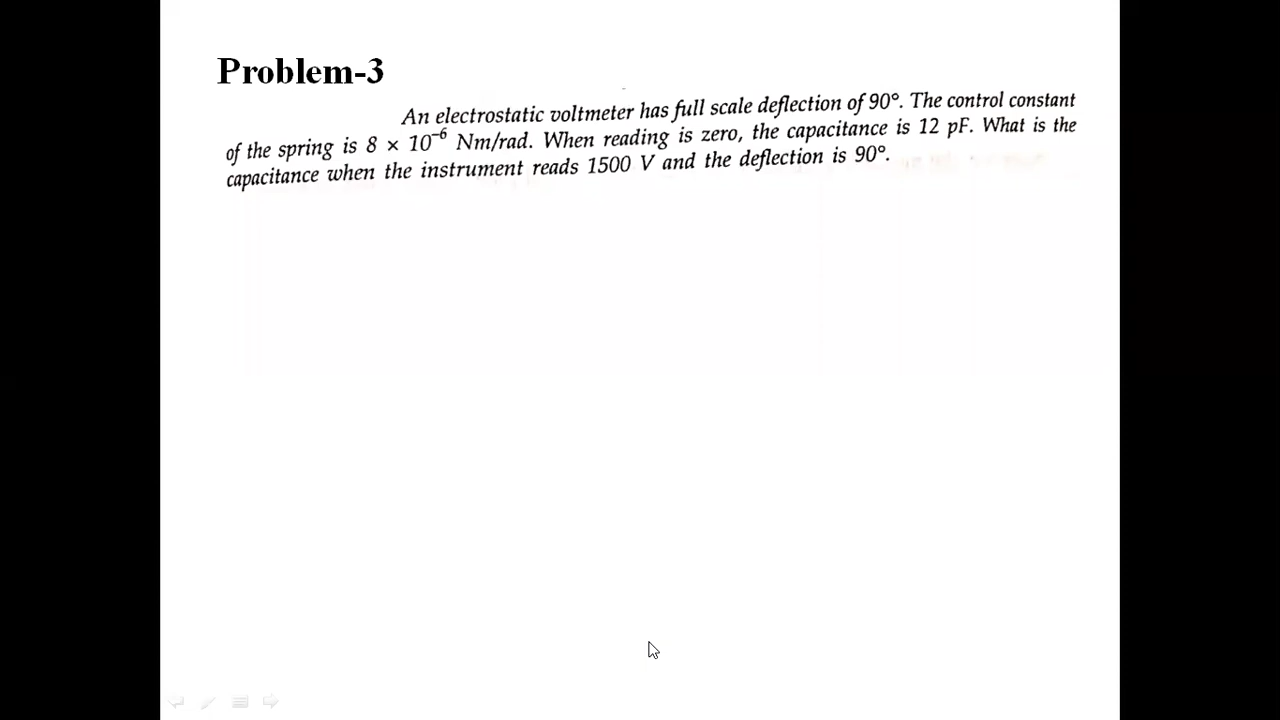 Problem-3
An electrostatic voltmeter has full scale deflection of 90°. The control constant
of the spring is 8 × 10⁻⁶ Nm/rad. When reading is zero, the capacitance is 12 pF. What is the
capacitance when the instrument reads 1500 V and the deflection is 90°.